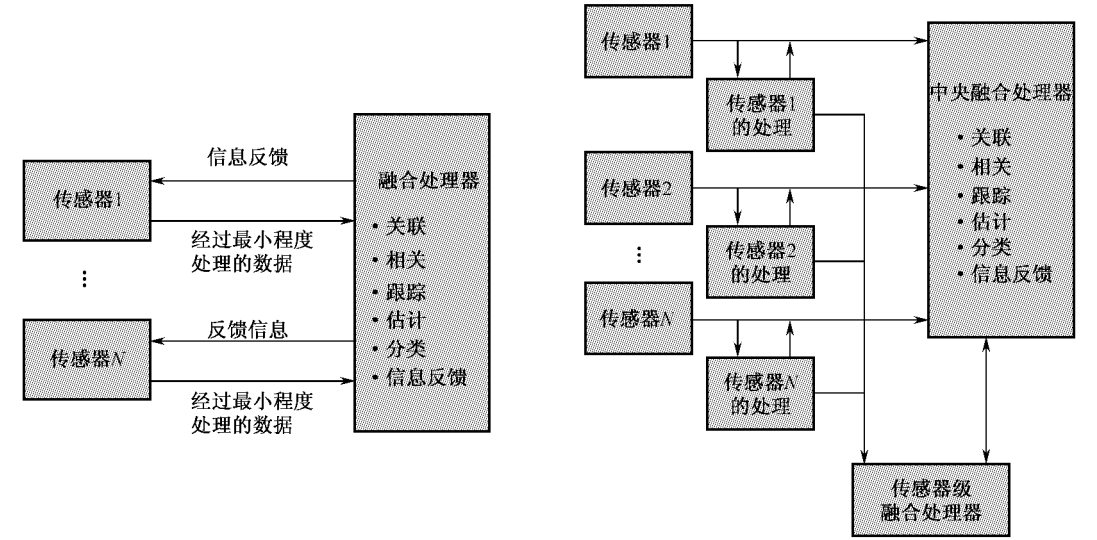 信息反馈
传感器1
经过最小程度
处理的数据
反馈信息
传感器N
经过最小程度
处理的数据
融合处理器
• 关联
• 相关
• 跟踪
• 估计
• 分类
• 信息反馈
传感器1
传感器1
的处理
传感器2
传感器2
的处理
传感器N
传感器N
的处理
中央融合处理器
• 关联
• 相关
• 跟踪
• 估计
• 分类
• 信息反馈
传感器级
融合处理器